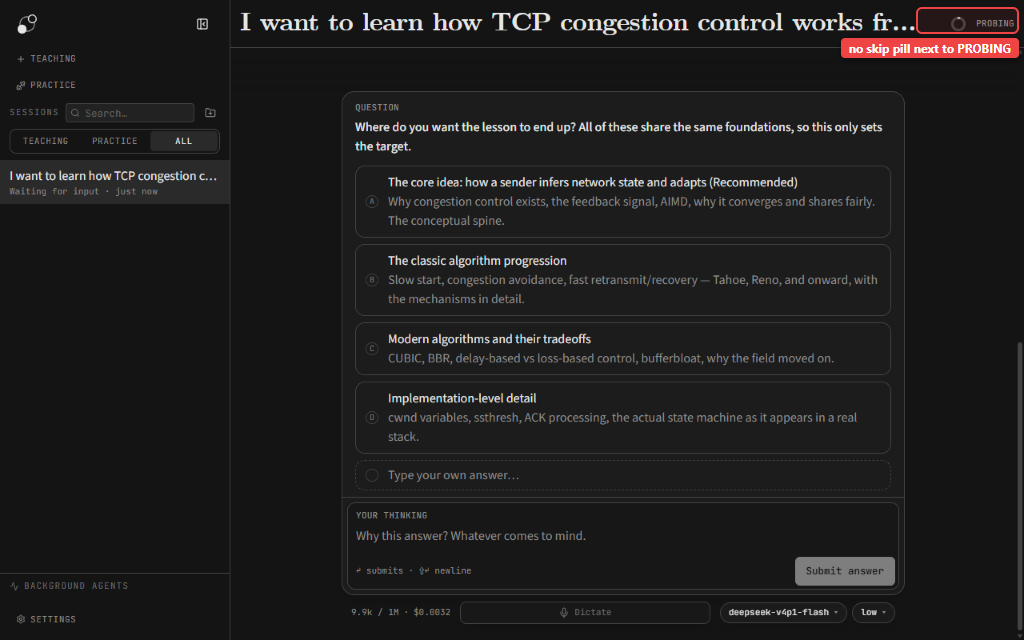 I want to learn how TCP congestion control works fr...
PROBING
no skip pill next to PROBING
+ TEACHING
PRACTICE
SESSIONS
Search…
TEACHING
PRACTICE
ALL
I want to learn how TCP congestion c...
Waiting for input · just now
BACKGROUND AGENTS
SETTINGS
QUESTION
Where do you want the lesson to end up? All of these share the same foundations, so this only sets
the target.
A
The core idea: how a sender infers network state and adapts (Recommended)
Why congestion control exists, the feedback signal, AIMD, why it converges and shares fairly.
The conceptual spine.
B
The classic algorithm progression
Slow start, congestion avoidance, fast retransmit/recovery — Tahoe, Reno, and onward, with
the mechanisms in detail.
C
Modern algorithms and their tradeoffs
CUBIC, BBR, delay-based vs loss-based control, bufferbloat, why the field moved on.
D
Implementation-level detail
cwnd variables, ssthresh, ACK processing, the actual state machine as it appears in a real
stack.
Type your own answer…
YOUR THINKING
Why this answer? Whatever comes to mind.
↵ submits · ⇧↵ newline
Submit answer
9.9k / 1M · $0.0032
Dictate
deepseek-v4p1-flash
low